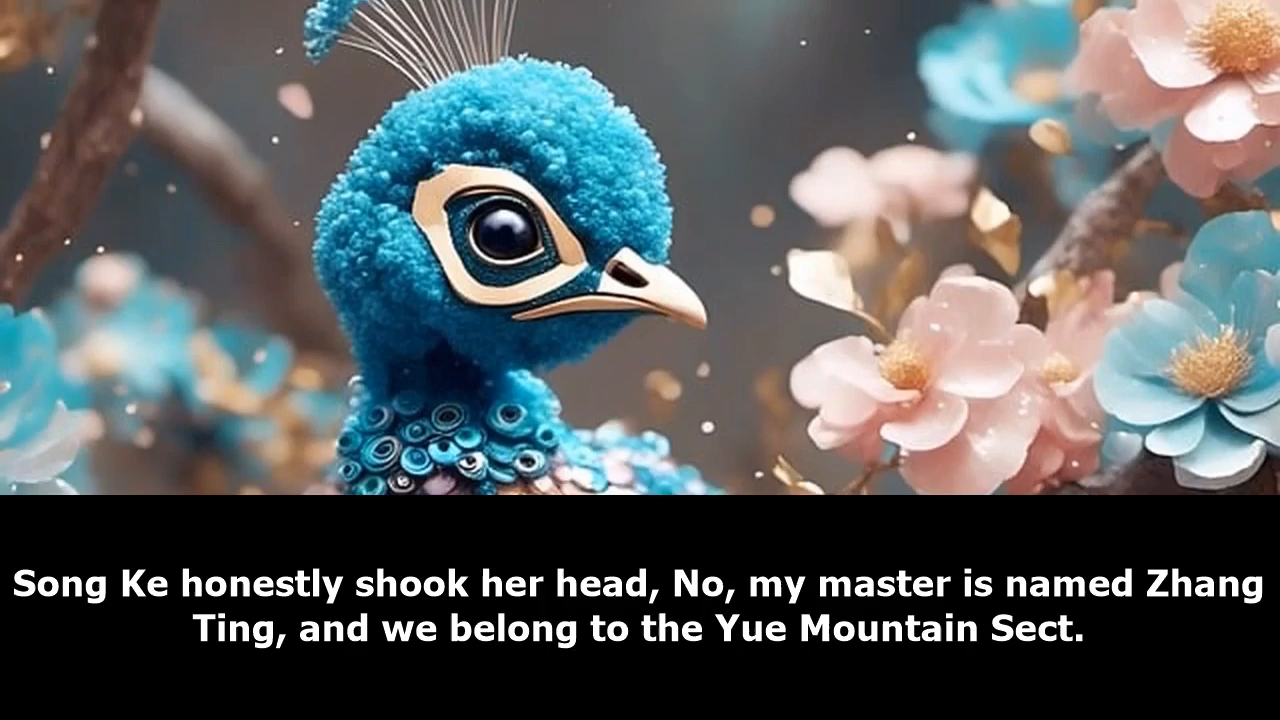 Song Ke honestly shook her head, No, my master is named Zhang
Ting, and we belong to the Yue Mountain Sect.